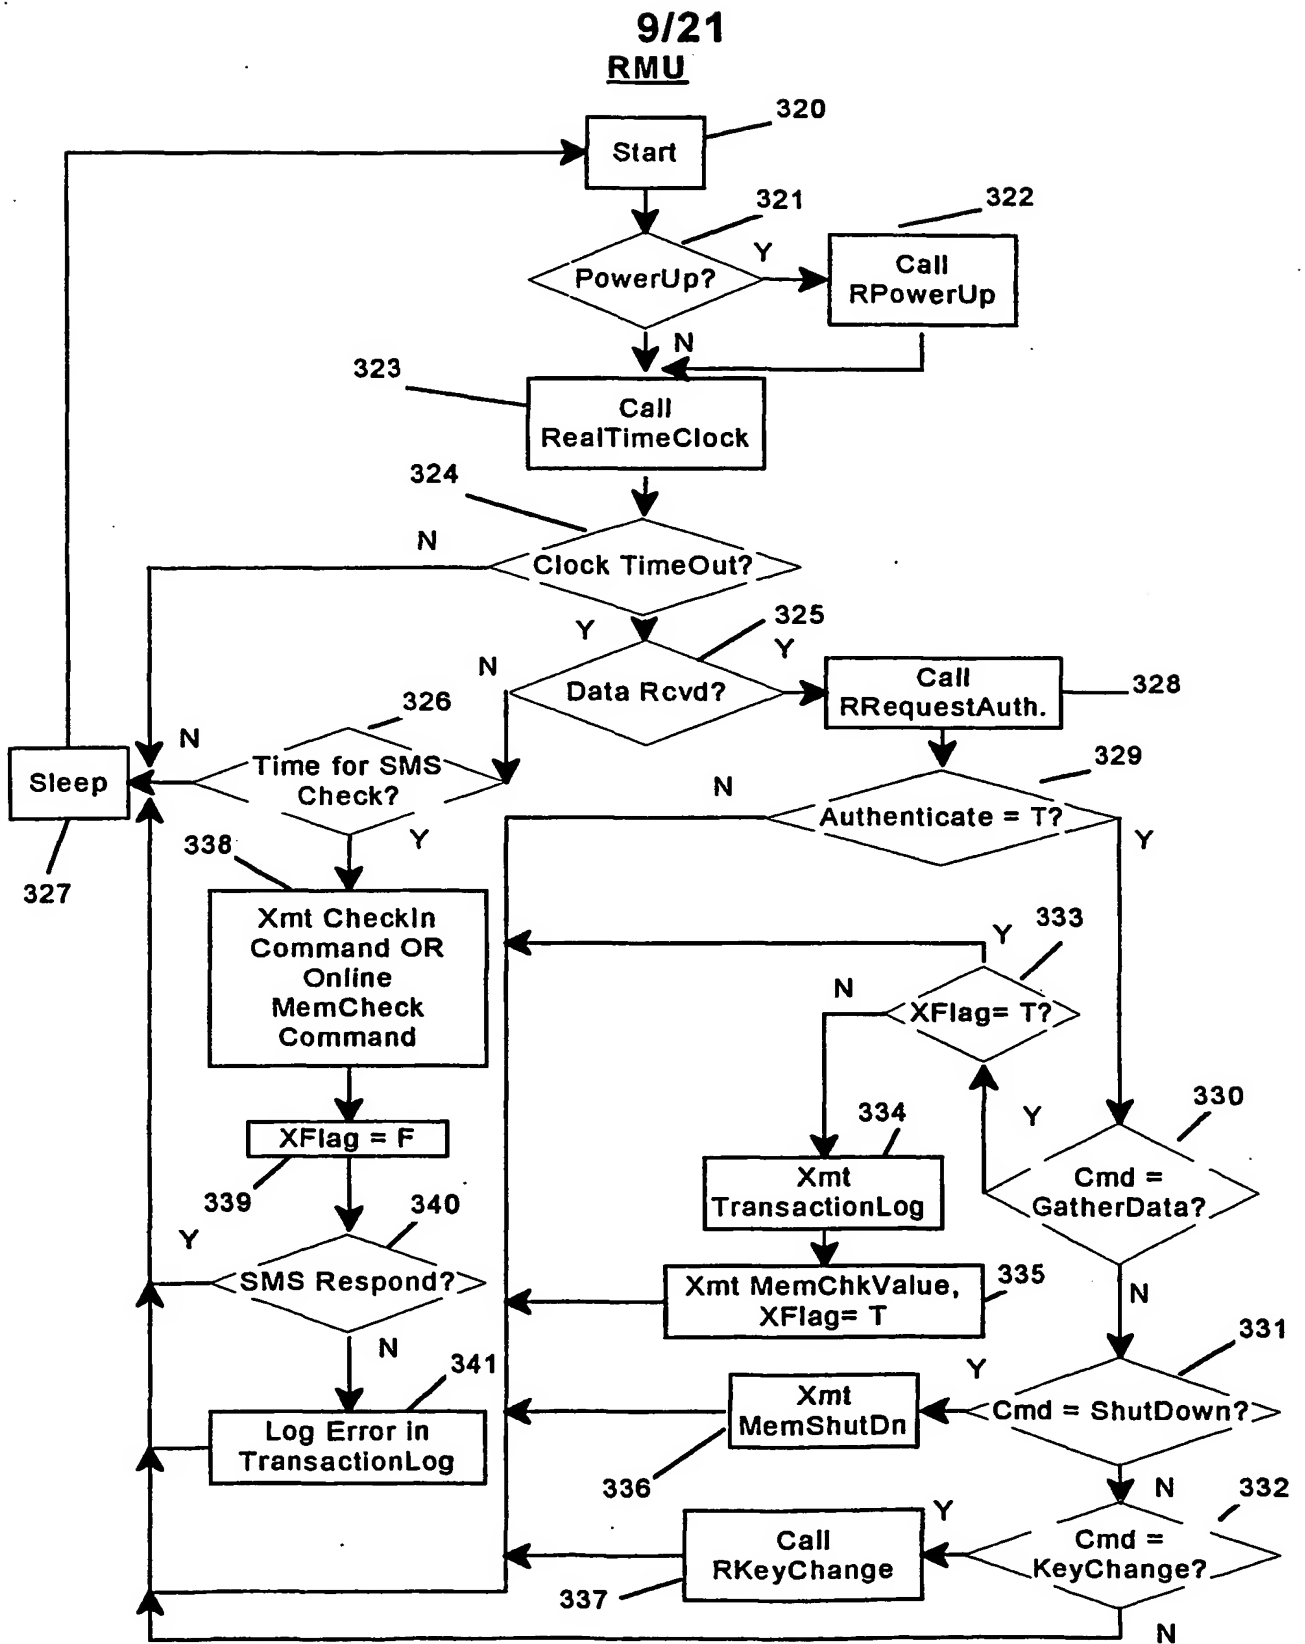 9/21
RMU
320
Start
321
322
PowerUp?
Y
Call
RPowerUp
N
323
Call
RealTimeClock
324
N
Clock TimeOut?
Y
325
Y
N
Data Rcvd?
Call
RRequestAuth.
328
326
N
Time for SMS
Check?
Sleep
327
Y
329
N
Authenticate = T?
Y
338
Xmt CheckIn
Command OR
Online
MemCheck
Command
333
Y
N
XFlag= T?
XFlag = F
339
334
Y
330
Xmt
TransactionLog
Cmd =
GatherData?
340
Y
SMS Respond?
Xmt MemChkValue,
XFlag= T
335
N
N
331
341
Log Error in
TransactionLog
Xmt
MemShutDn
Y
Cmd = ShutDown?
336
N
332
Y
Call
RKeyChange
Cmd =
KeyChange?
337
N